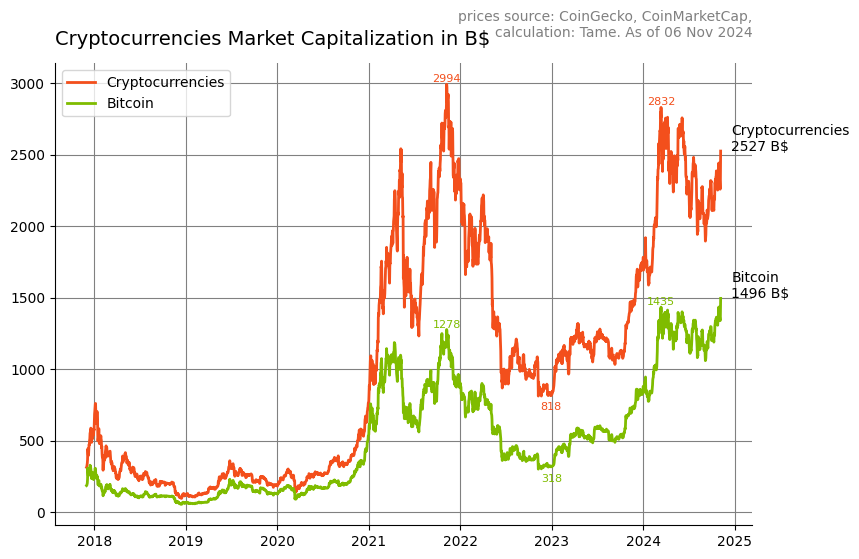 prices source: CoinGecko, CoinMarketCap,
calculation: Tame. As of 06 Nov 2024
Cryptocurrencies Market Capitalization in B$
Cryptocurrencies
Bitcoin
3000
2500
2000
1500
1000
500
0
2994
2832
1278
1435
818
318
Cryptocurrencies
2527 B$
Bitcoin
1496 B$
2018 2019 2020 2021 2022 2023 2024 2025